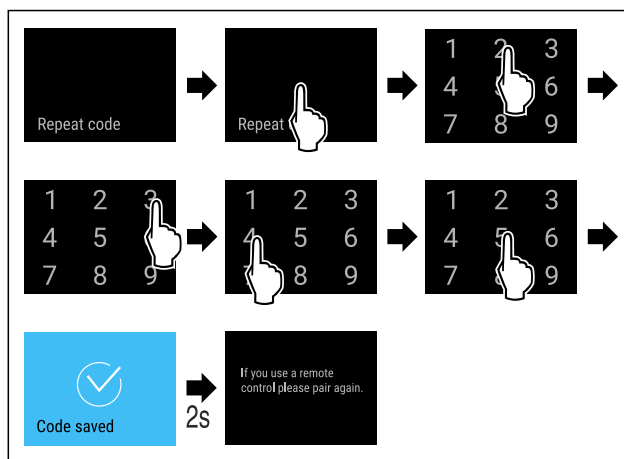 Repeat code
Repeat
1 2 3
4 6
7 8 9
1 2 3
4 5
7 8 9
1 2 3
4 5 6
8 9
1 2 3
4 5 6
7 9
Code saved
2s
If you use a remote
control please pair again.